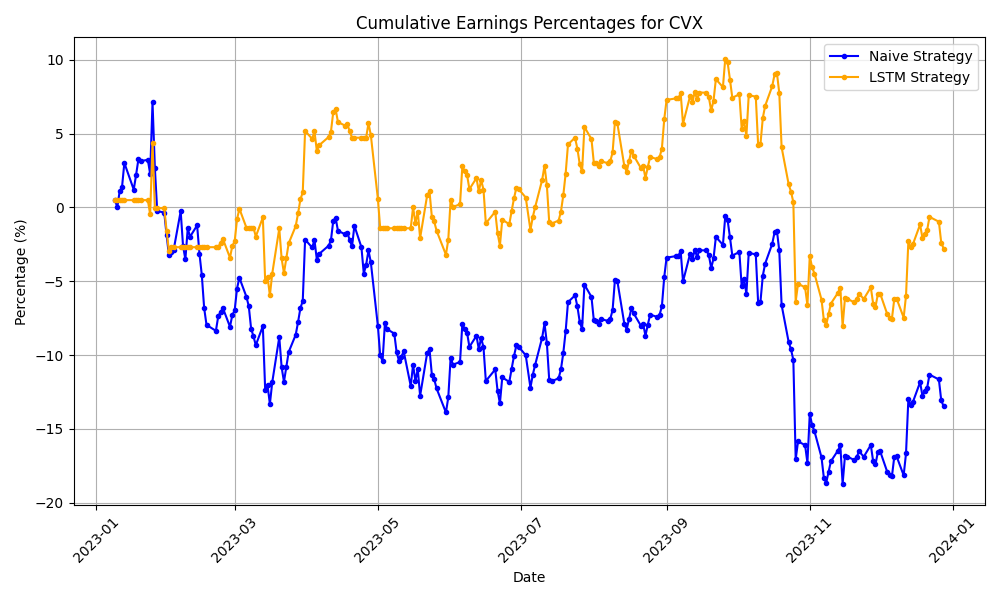 Cumulative Earnings Percentages for CVX
Naive Strategy
LSTM Strategy
Percentage (%)
10
5
0
−5
−10
−15
−20
2023-01
2023-03
2023-05
2023-07
2023-09
2023-11
2024-01
Date